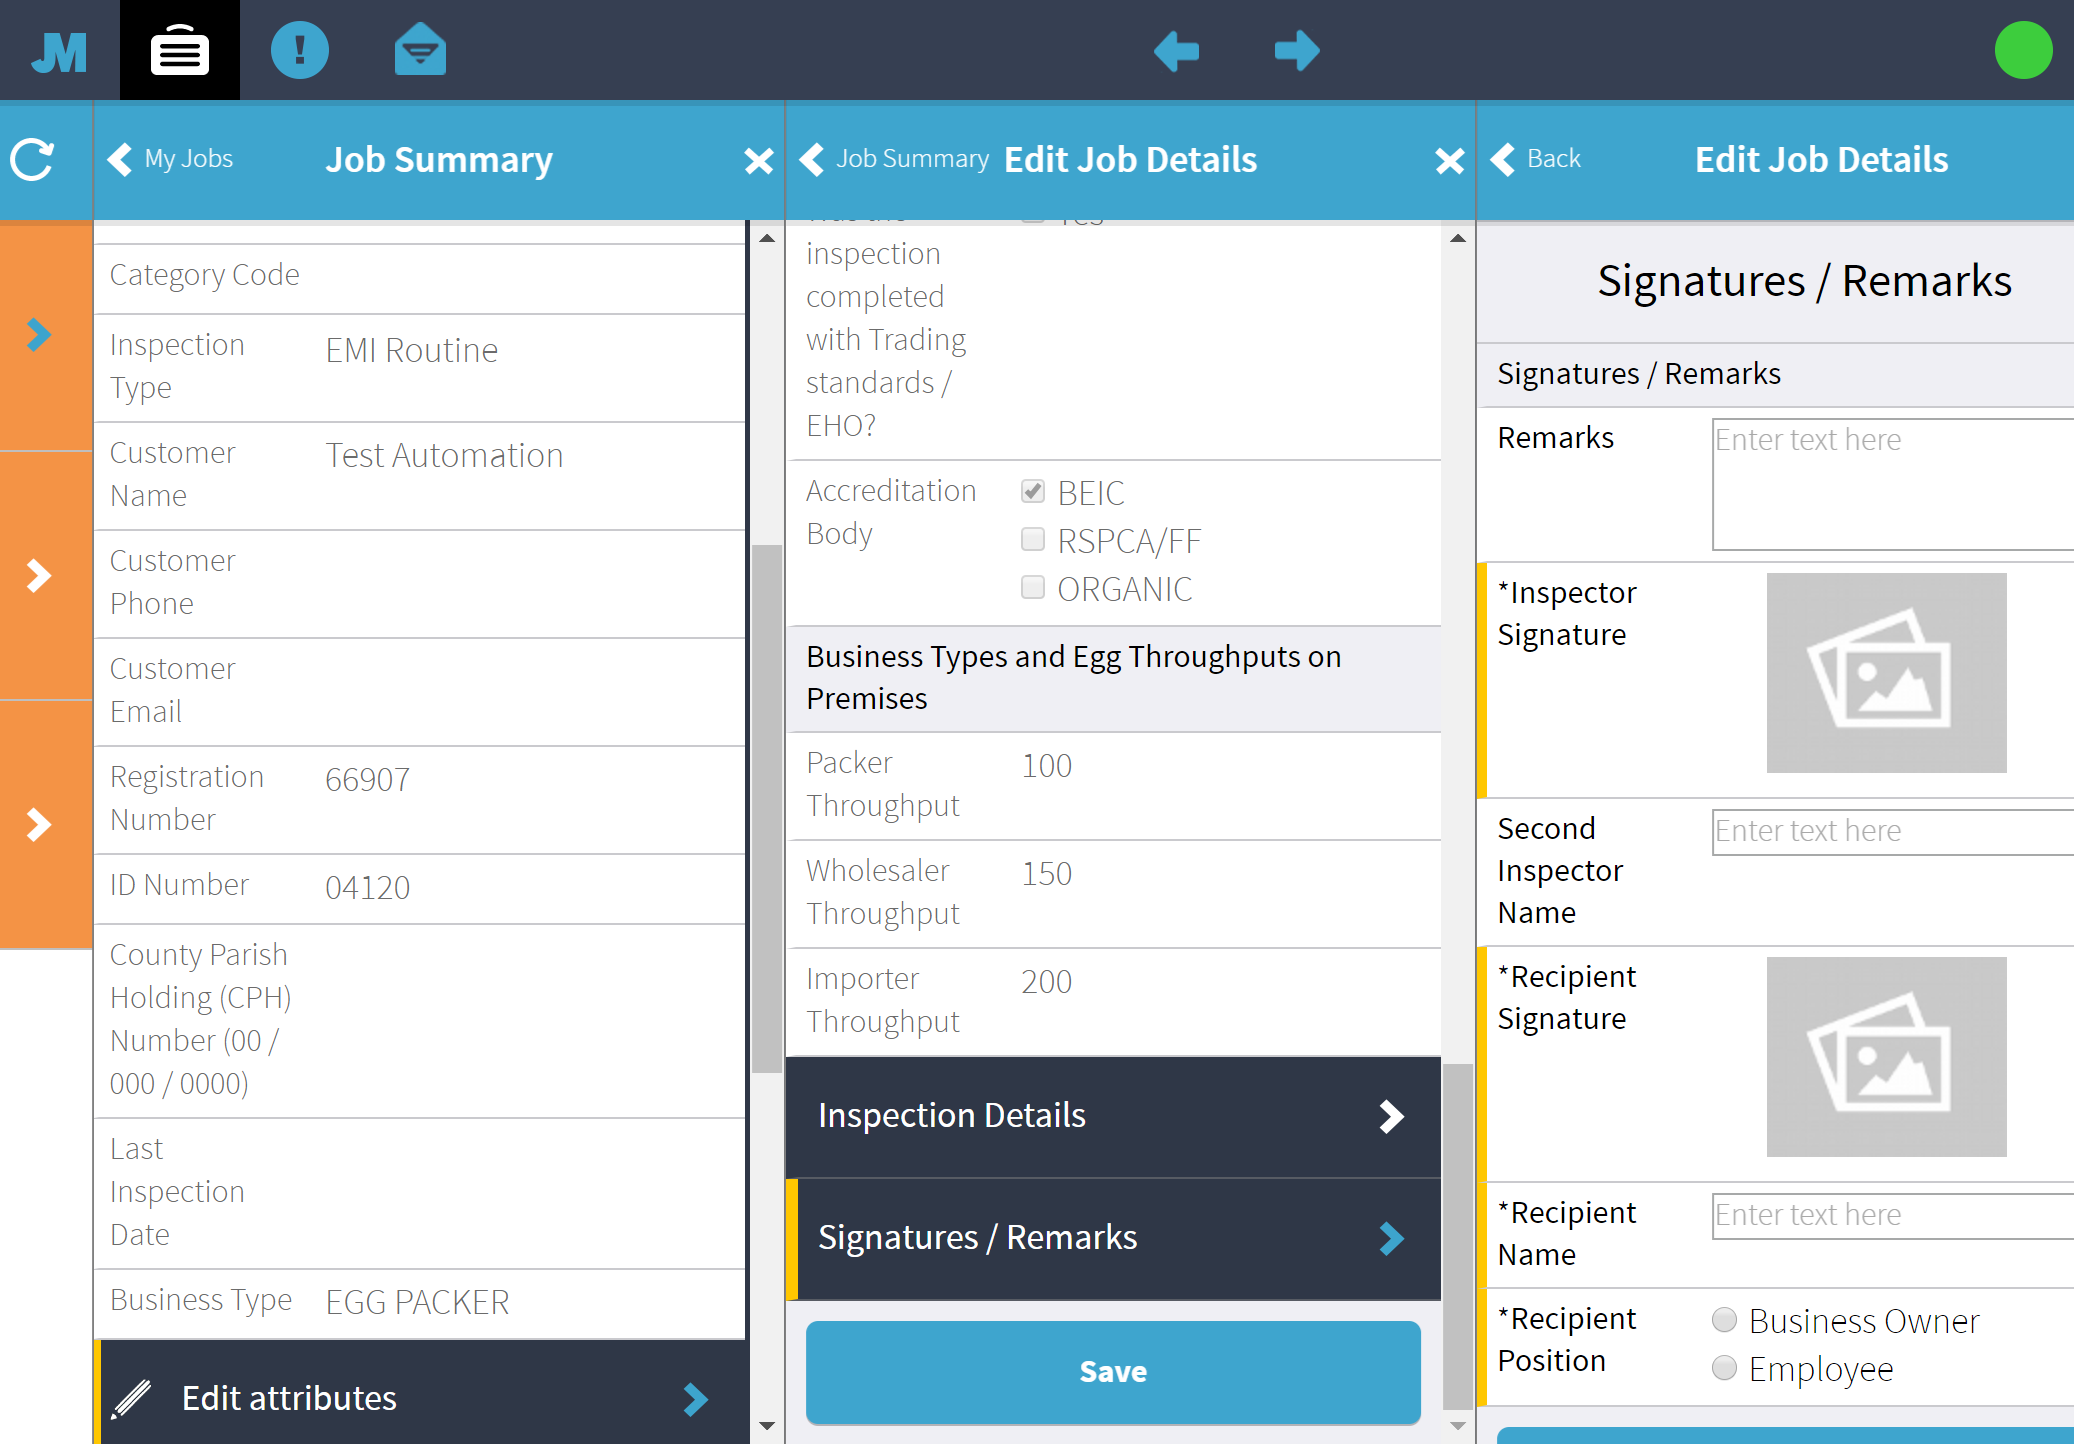 JM
My Jobs
Job Summary
Job Summary
Edit Job Details
Back
Edit Job Details
Category Code
Inspection
Type
EMI Routine
Customer
Name
Test Automation
Customer
Phone
Customer
Email
Registration
Number
66907
ID Number
04120
County Parish
Holding (CPH)
Number (00 /
000 / 0000)
Last
Inspection
Date
Business Type
EGG PACKER
Edit attributes
Yes
inspection
completed
with Trading
standards /
EHO?
Accreditation
Body
BEIC
RSPCA/FF
ORGANIC
Business Types and Egg Throughputs on
Premises
Packer
Throughput
100
Wholesaler
Throughput
150
Importer
Throughput
200
Inspection Details
Signatures / Remarks
Save
Signatures / Remarks
Signatures / Remarks
Remarks
Enter text here
*Inspector
Signature
Second
Inspector
Name
Enter text here
*Recipient
Signature
*Recipient
Name
Enter text here
*Recipient
Position
Business Owner
Employee